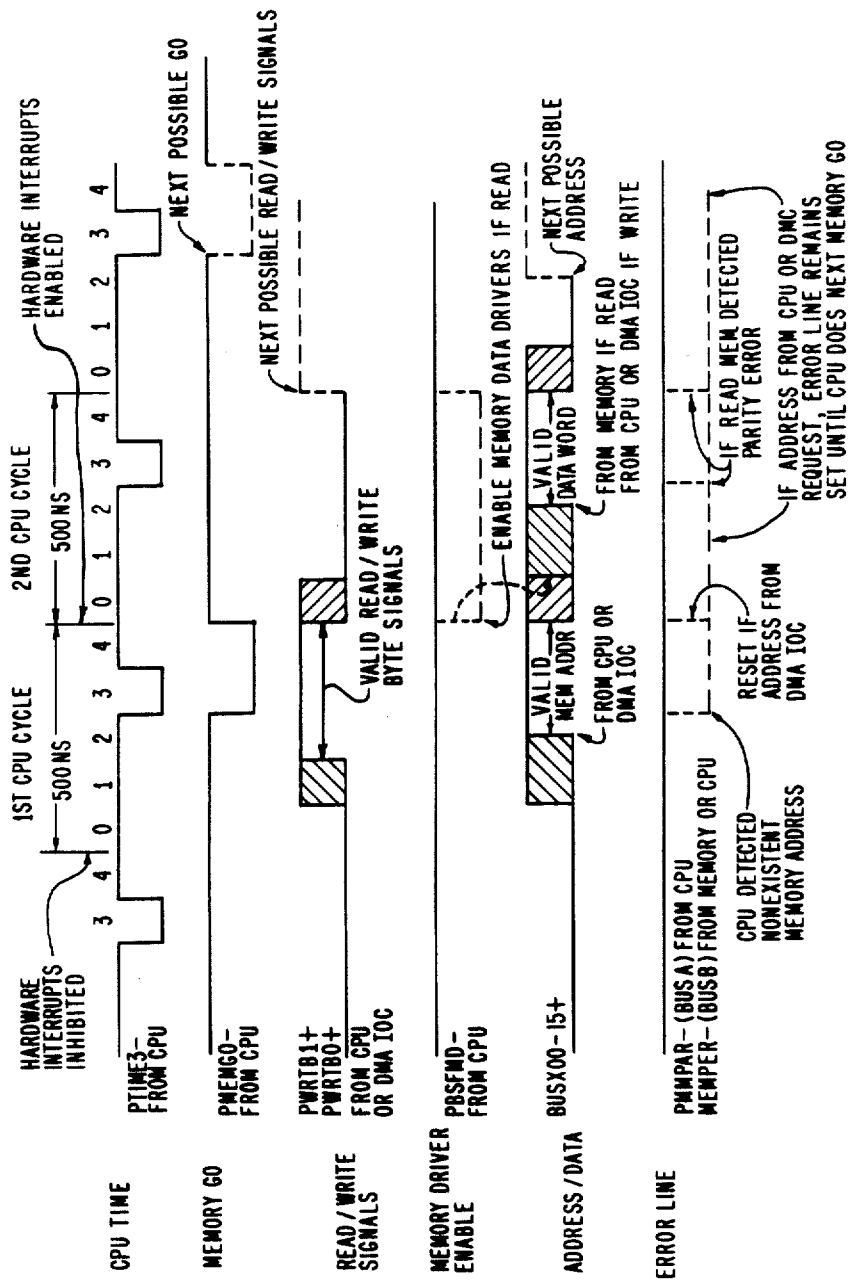 HARDWARE
INTERRUPTS
INHIBITED
1ST CPU CYCLE
500NS
2ND CPU CYCLE
500NS
HARDWARE INTERRUPTS
ENABLED
3 4 0 1 2 3 4 0 1 2 3 4 0 1 2 3 4
CPU TIME
PTIME3-
FROM CPU
MEMORY GO
PMEMGO-
FROM CPU
NEXT POSSIBLE GO
READ/WRITE
SIGNALS
PWRTB1+
PWRTB0+
FROM CPU
OR DMA IOC
VALID READ/WRITE
BYTE SIGNALS
NEXT POSSIBLE READ/WRITE SIGNALS
MEMORY DRIVER
ENABLE
PBSFMD-
FROM CPU
ENABLE MEMORY DATA DRIVERS IF READ
ADDRESS/DATA
BUSX00-15+
VALID
MEM ADDR
FROM CPU OR
DMA IOC
VALID
DATA WORD
FROM MEMORY IF READ
FROM CPU OR DMA IOC IF WRITE
NEXT POSSIBLE
ADDRESS
ERROR LINE
PMMPAR-(BUSA) FROM CPU
MEMPER-(BUSB) FROM MEMORY OR CPU
CPU DETECTED
NONEXISTENT
MEMORY ADDRESS
RESET IF
ADDRESS FROM
DMA IOC
IF READ MEM DETECTED
PARITY ERROR
IF ADDRESS FROM CPU OR DMC
REQUEST, ERROR LINE REMAINS
SET UNTIL CPU DOES NEXT MEMORY GO